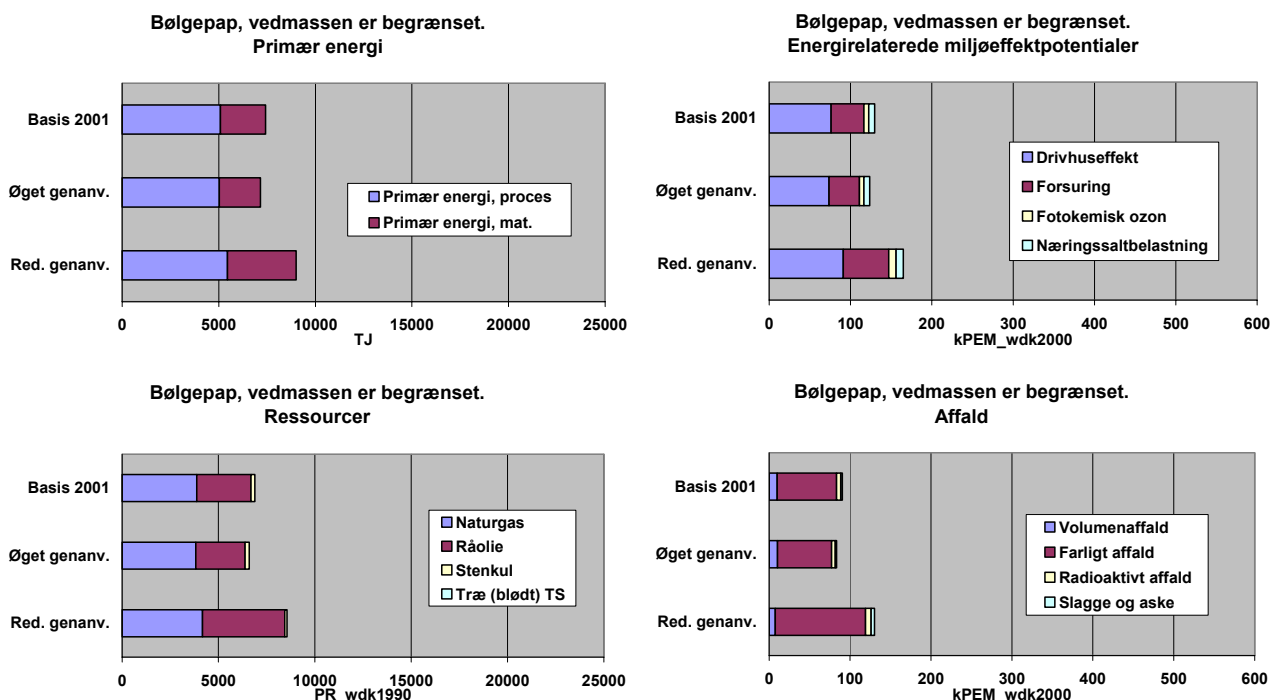 Bølgepap, vedmassen er begrænset.
Primær energi
Basis 2001
Øget genanv.
Red. genanv.
Primær energi, proces
Primær energi, mat.
0 5000 10000 15000 20000 25000
TJ
Bølgepap, vedmassen er begrænset.
Energirelaterede miljøeffektpotentialer
Basis 2001
Øget genanv.
Red. genanv.
Drivhuseffekt
Forsuring
Fotokemisk ozon
Næringssaltbelastning
0 100 200 300 400 500 600
kPEM_wdk2000
Bølgepap, vedmassen er begrænset.
Ressourcer
Basis 2001
Øget genanv.
Red. genanv.
Naturgas
Råolie
Stenkul
Træ (blødt) TS
0 5000 10000 15000 20000 25000
PR_wdk1990
Bølgepap, vedmassen er begrænset.
Affald
Basis 2001
Øget genanv.
Red. genanv.
Volumenaffald
Farligt affald
Radioaktivt affald
Slagge og aske
0 100 200 300 400 500 600
kPEM_wdk2000